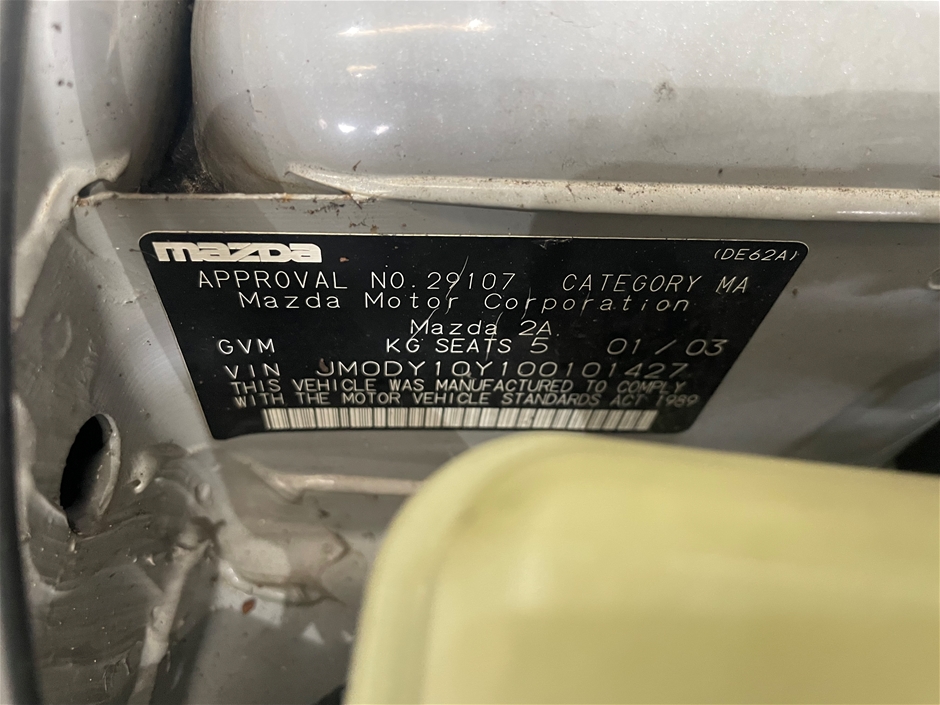 mazda (DE62A)
APPROVAL NO. 29107 CATEGORY MA
Mazda Motor Corporation
Mazda 2A
GVM KG SEATS 5 01/03
VIN JM0DY10Y100101427
THIS VEHICLE WAS MANUFACTURED TO COMPLY
WITH THE MOTOR VEHICLE STANDARDS ACT 1989